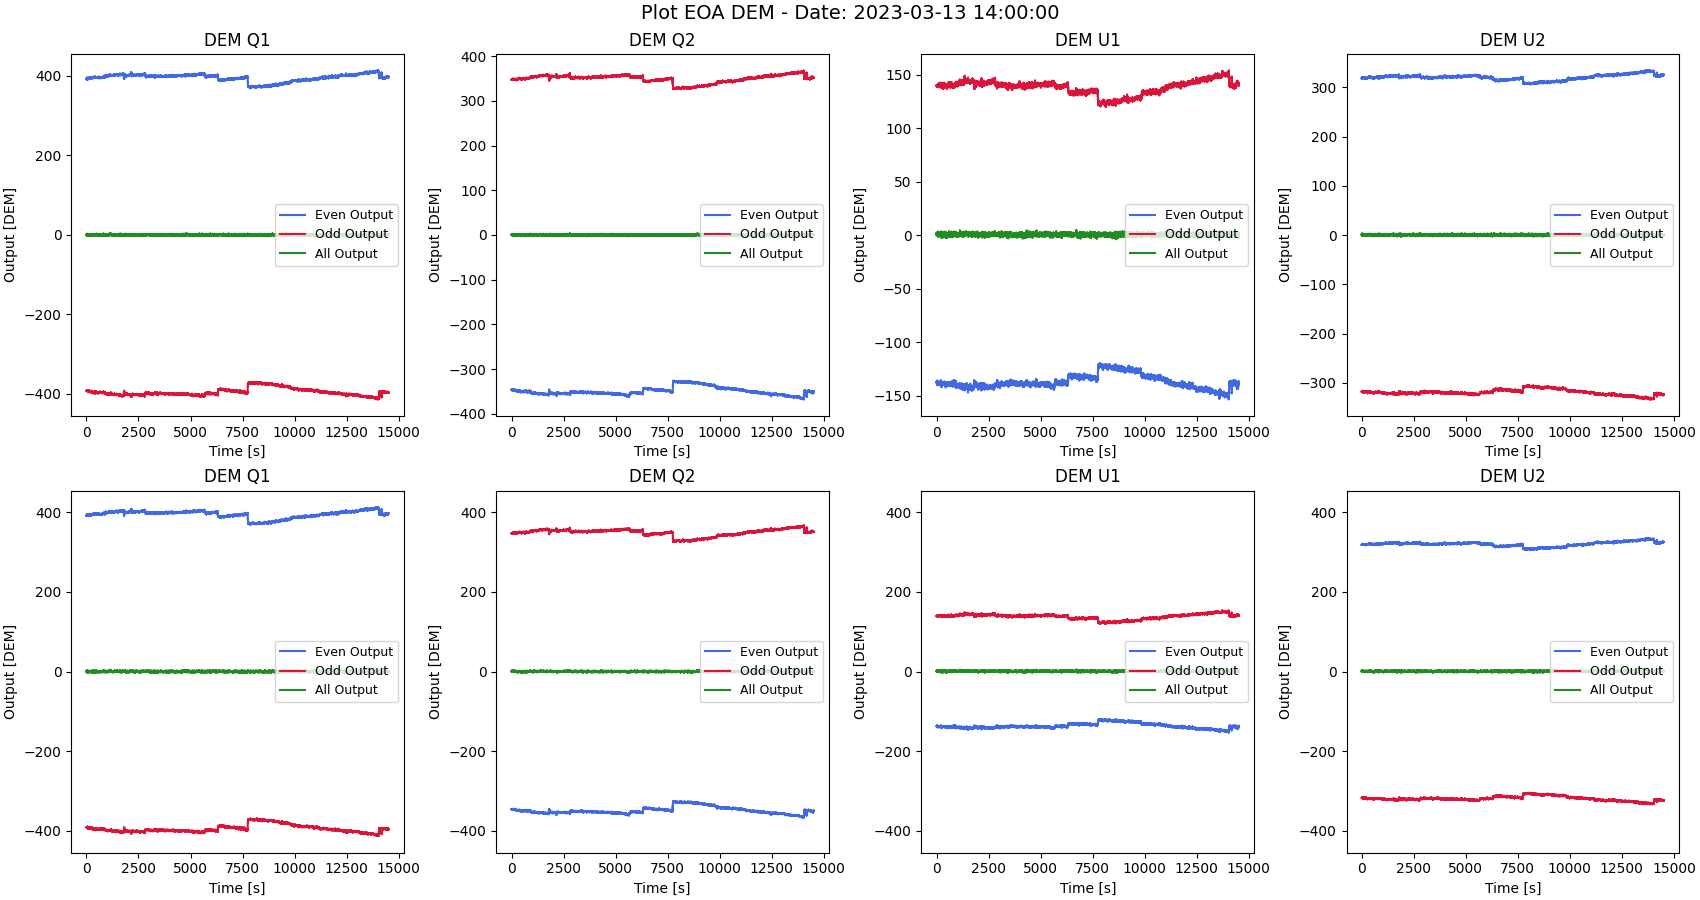 Plot EOA DEM - Date: 2023-03-13 14:00:00
DEM Q1
Output [DEM]
400
200
0
−200
−400
Even Output
Odd Output
All Output
0 2500 5000 7500 10000 12500 15000
Time [s]
DEM Q2
Output [DEM]
400
300
200
100
0
−100
−200
−300
−400
Even Output
Odd Output
All Output
0 2500 5000 7500 10000 12500 15000
Time [s]
DEM U1
Output [DEM]
150
100
50
0
−50
−100
−150
Even Output
Odd Output
All Output
0 2500 5000 7500 10000 12500 15000
Time [s]
DEM U2
Output [DEM]
300
200
100
0
−100
−200
−300
Even Output
Odd Output
All Output
0 2500 5000 7500 10000 12500 15000
Time [s]
DEM Q1
Output [DEM]
400
200
0
−200
−400
Even Output
Odd Output
All Output
0 2500 5000 7500 10000 12500 15000
Time [s]
DEM Q2
Output [DEM]
400
200
0
−200
−400
Even Output
Odd Output
All Output
0 2500 5000 7500 10000 12500 15000
Time [s]
DEM U1
Output [DEM]
400
200
0
−200
−400
Even Output
Odd Output
All Output
0 2500 5000 7500 10000 12500 15000
Time [s]
DEM U2
Output [DEM]
400
200
0
−200
−400
Even Output
Odd Output
All Output
0 2500 5000 7500 10000 12500 15000
Time [s]